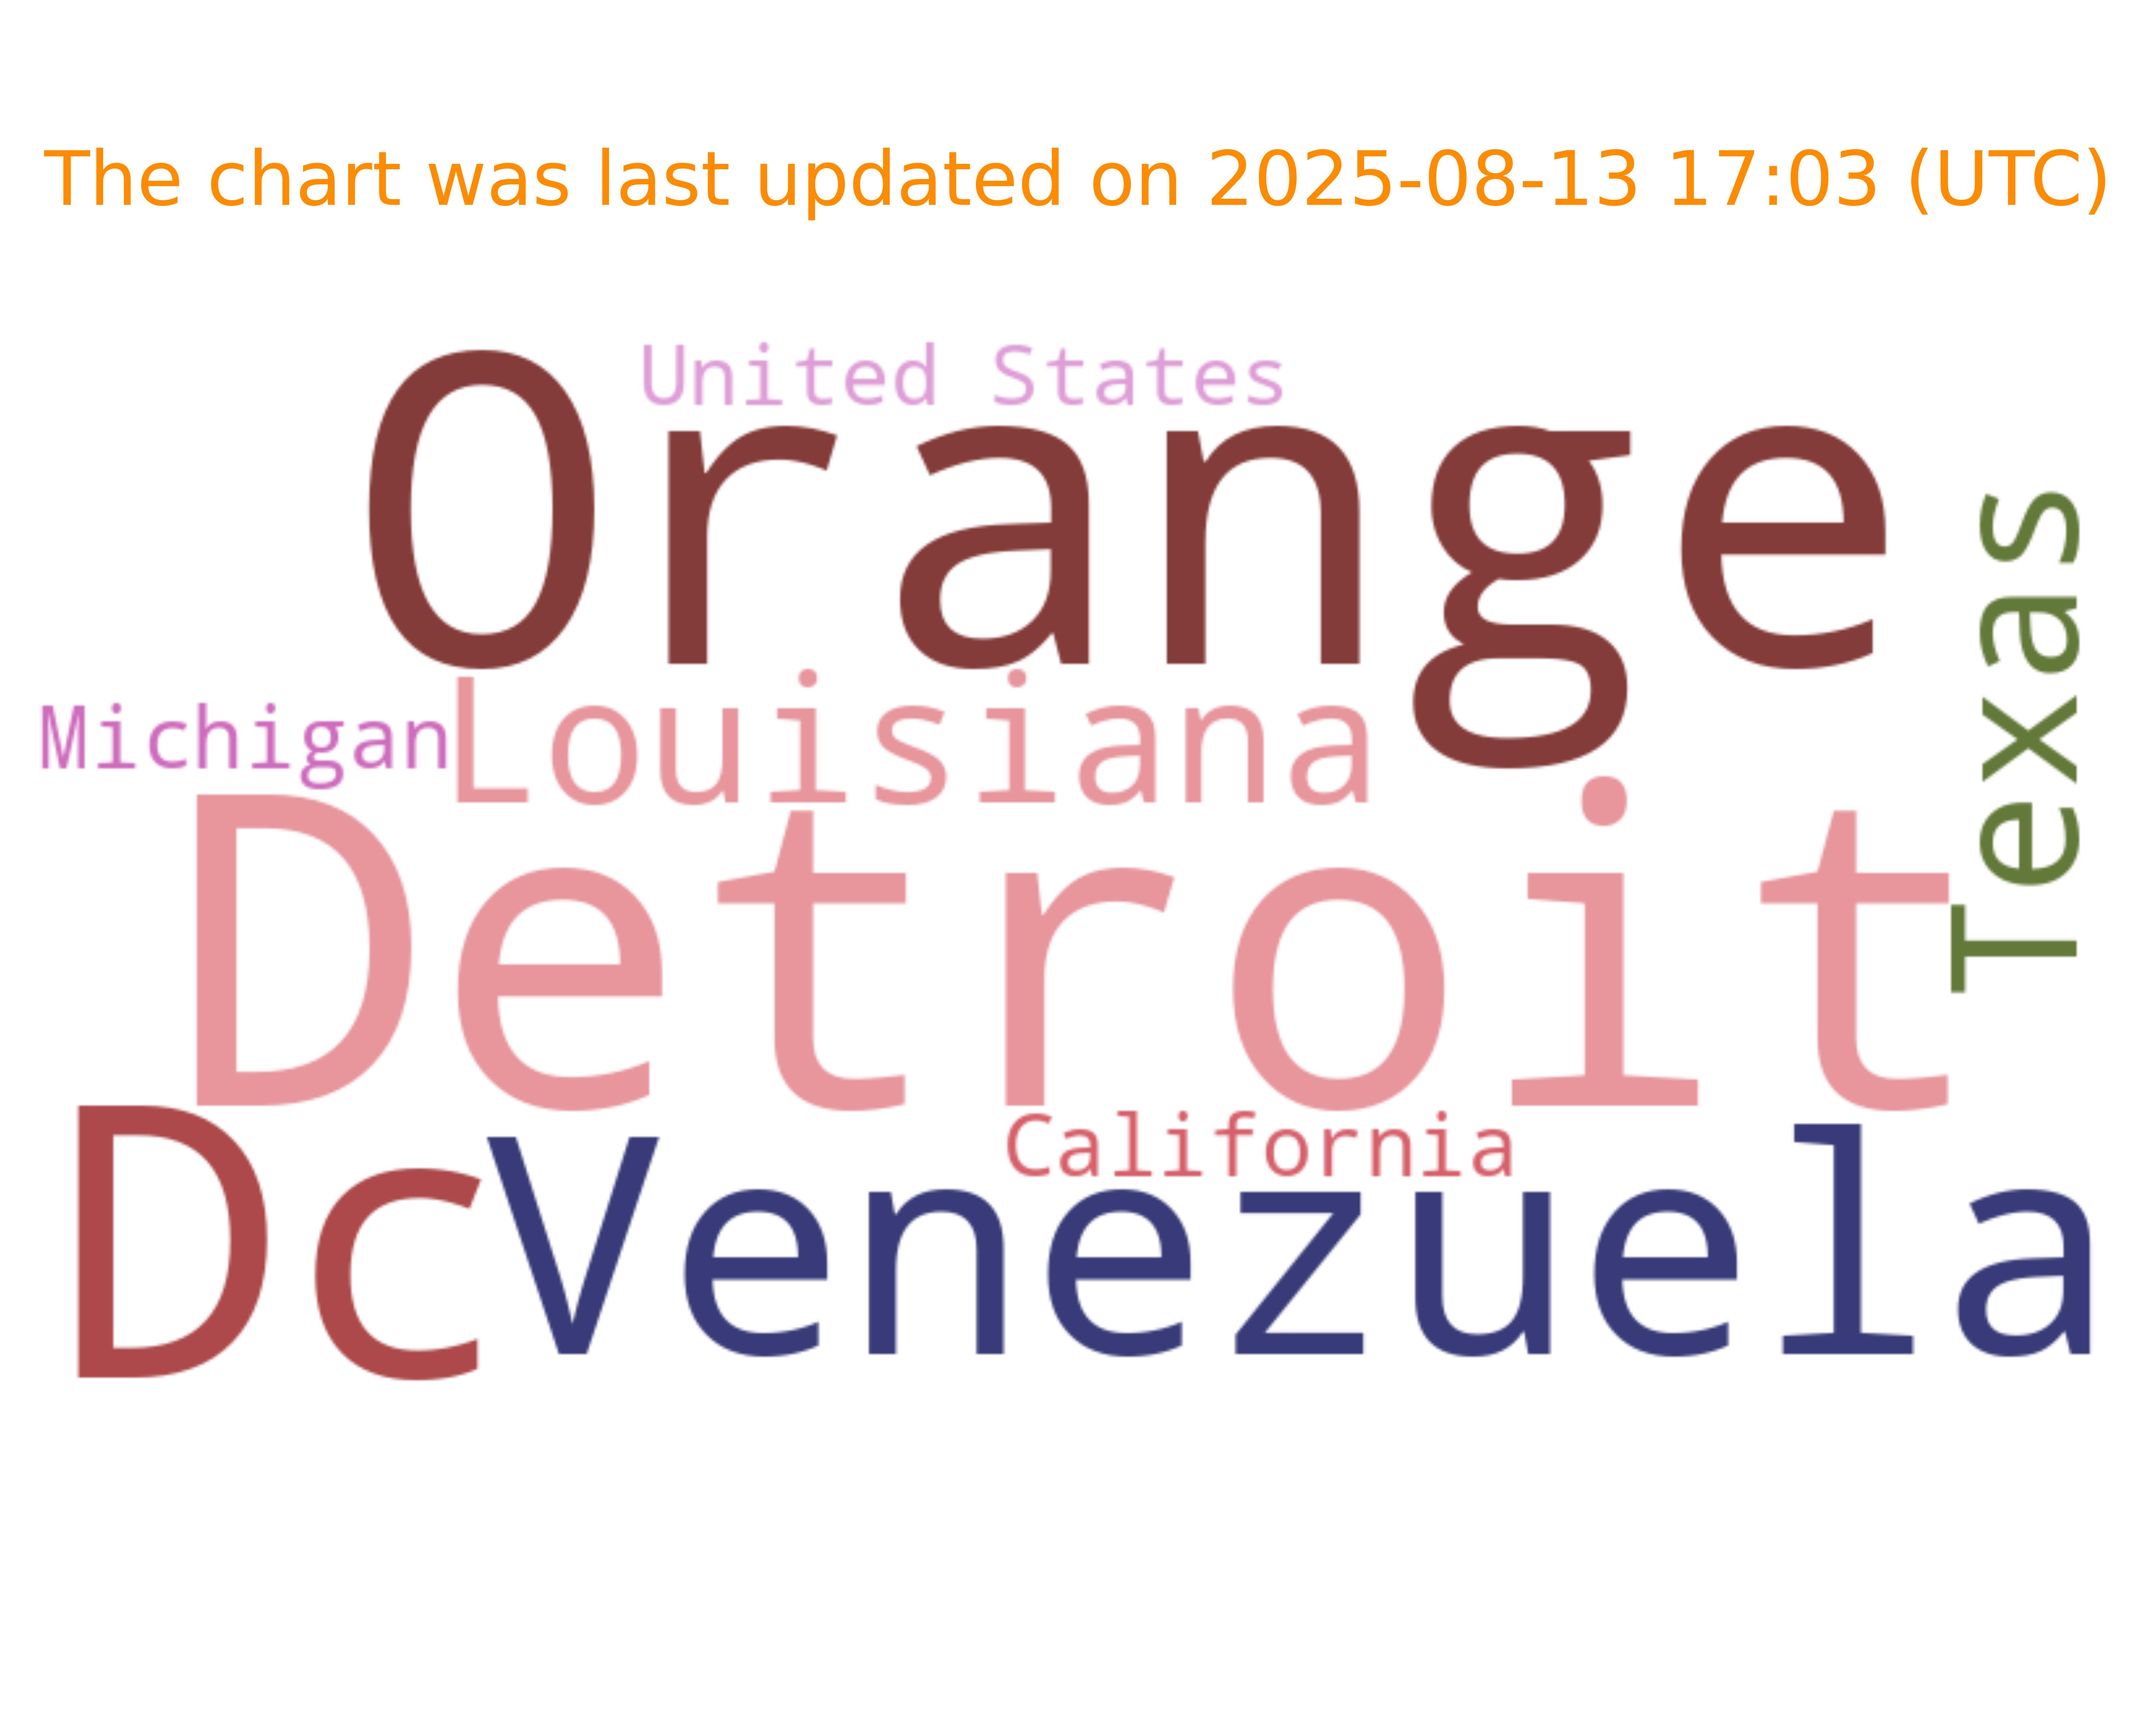 The chart was last updated on 2025-08-13 17:03 (UTC)
United States
Orange
Texas
Michigan
Louisiana
Detroit
California
Dc
Venezuela